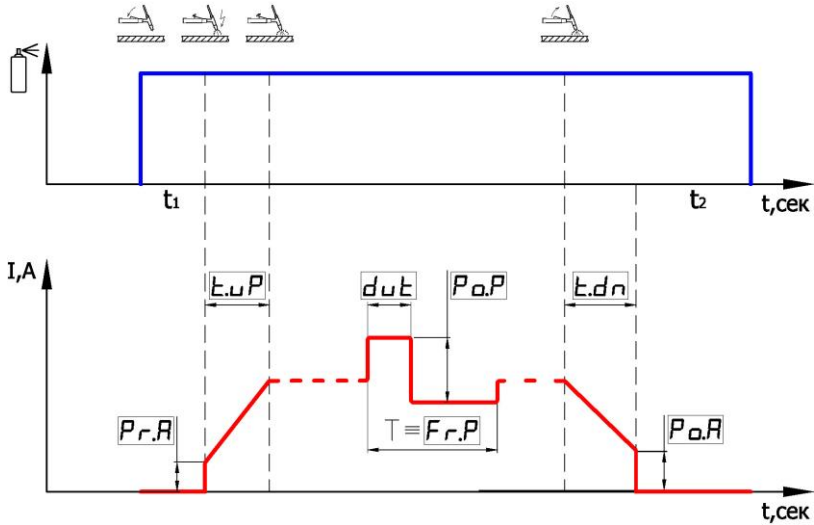 t1
t2
t,сек
I,A
t.uP
dut
Po.P
t.dn
Pr.A
T ≡ Fr.P
Po.A
t,сек